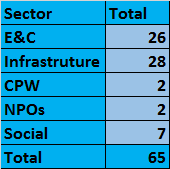 Sector Total
E&C 26
Infrastruture 28
CPW 2
NPOs 2
Social 7
Total 65